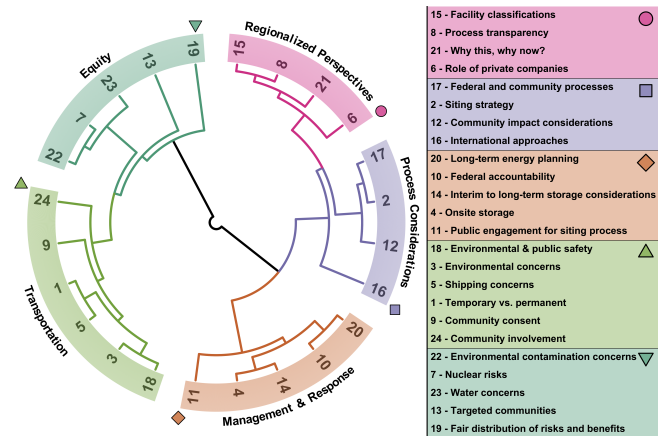 Regionalized Perspectives
15
8
21
6
Process Considerations
17
2
12
16
Management & Response
20
10
14
4
11
Transportation
18
3
5
1
9
24
Equity
22
7
23
13
19
15 - Facility classifications
8 - Process transparency
21 - Why this, why now?
6 - Role of private companies
17 - Federal and community processes
2 - Siting strategy
12 - Community impact considerations
16 - International approaches
20 - Long-term energy planning
10 - Federal accountability
14 - Interim to long-term storage considerations
4 - Onsite storage
11 - Public engagement for siting process
18 - Environmental & public safety
3 - Environmental concerns
5 - Shipping concerns
1 - Temporary vs. permanent
9 - Community consent
24 - Community involvement
22 - Environmental contamination concerns
7 - Nuclear risks
23 - Water concerns
13 - Targeted communities
19 - Fair distribution of risks and benefits